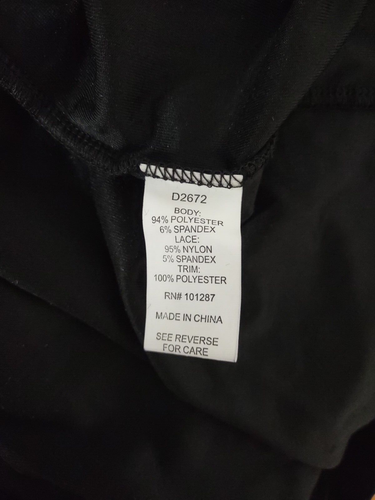 D2672
BODY:
94% POLYESTER
6% SPANDEX
LACE:
95% NYLON
5% SPANDEX
TRIM:
100% POLYESTER
RN# 101287
MADE IN CHINA
SEE REVERSE
FOR CARE